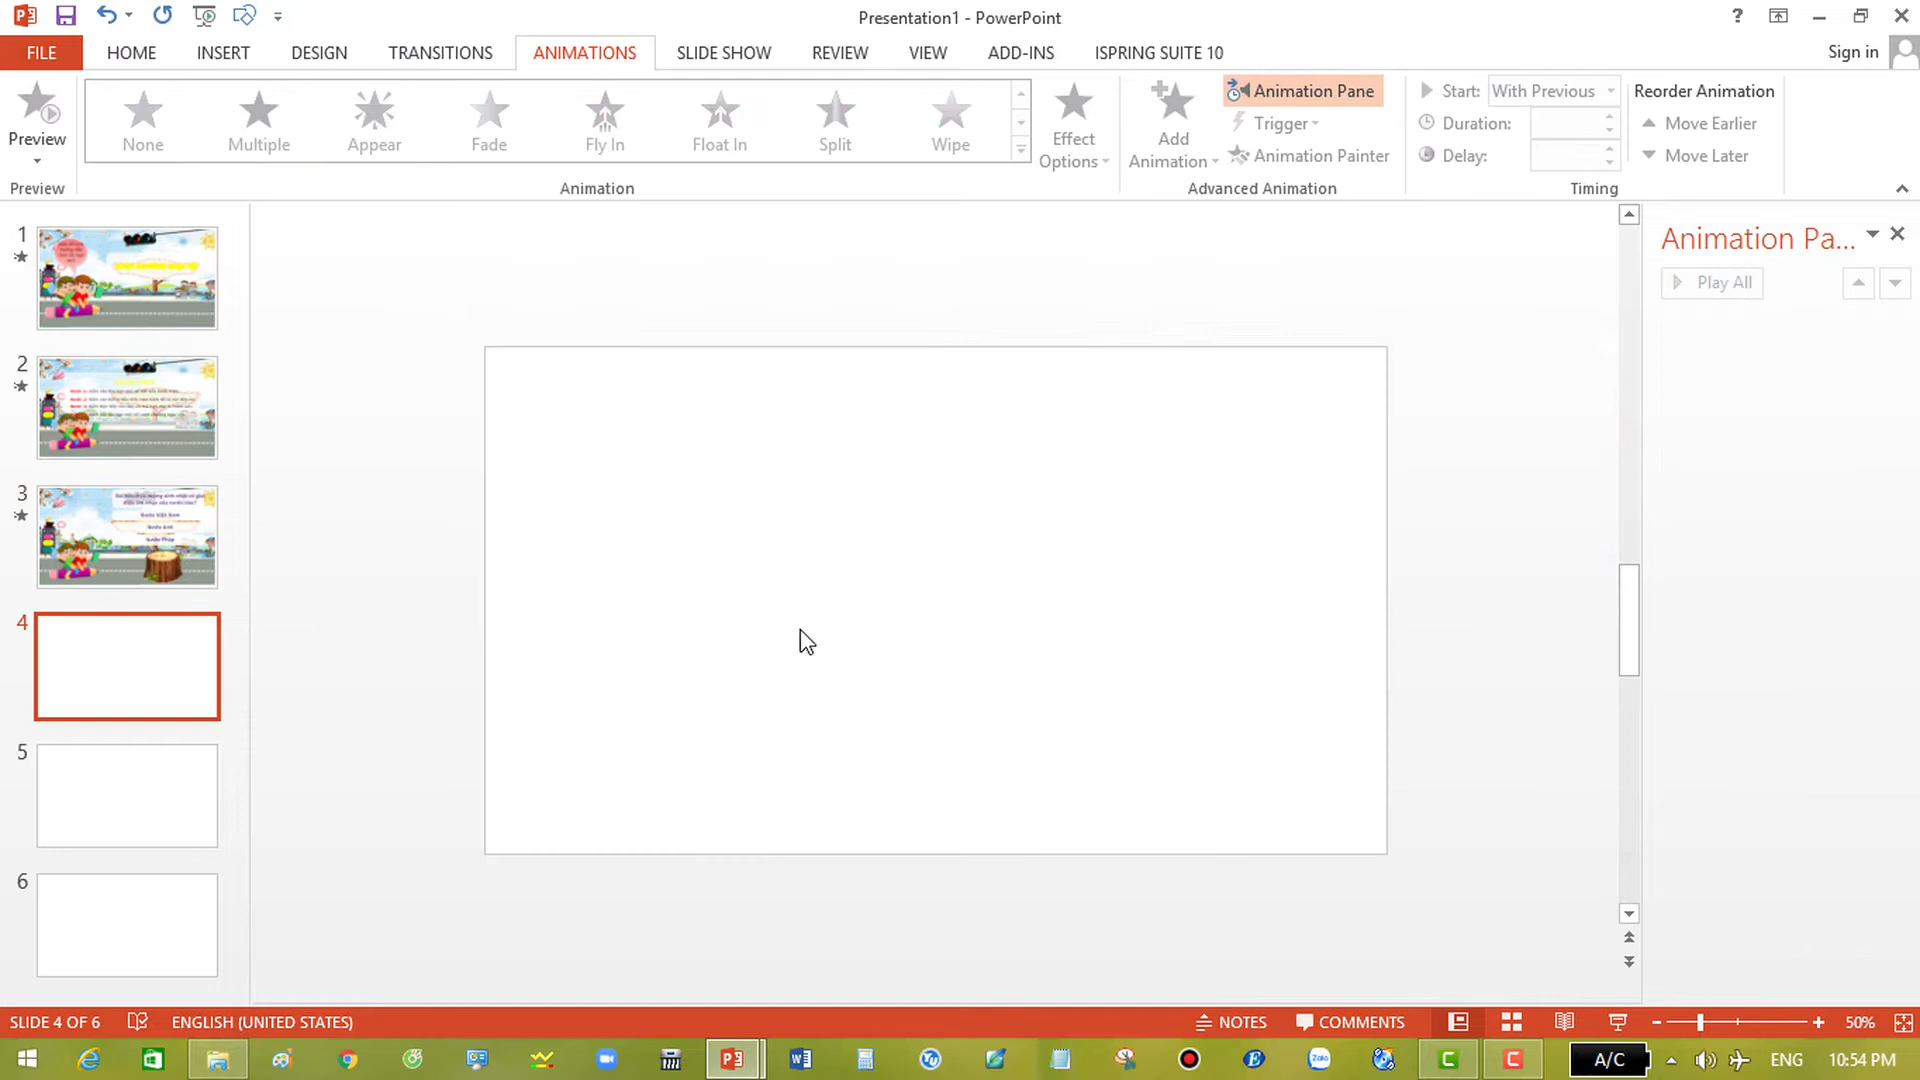 Presentation1 - PowerPoint
?
FILE HOME INSERT DESIGN TRANSITIONS ANIMATIONS SLIDE SHOW REVIEW VIEW ADD-INS ISPRING SUITE 10 Sign in
Preview
None Multiple Appear Fade Fly In Float In Split Wipe
Effect Options
Add Animation
Animation Pane
Trigger
Animation Painter
Start: With Previous
Duration:
Delay:
Reorder Animation
Move Earlier
Move Later
Preview Animation Advanced Animation Timing
1
2
3
4
5
6
Animation Pa...
Play All
SLIDE 4 OF 6 ENGLISH (UNITED STATES) NOTES COMMENTS 50%
A/C ENG 10:54 PM